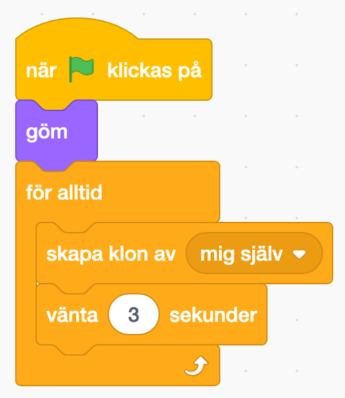 när klickas på
göm
för alltid
skapa klon av mig själv
vänta 3 sekunder